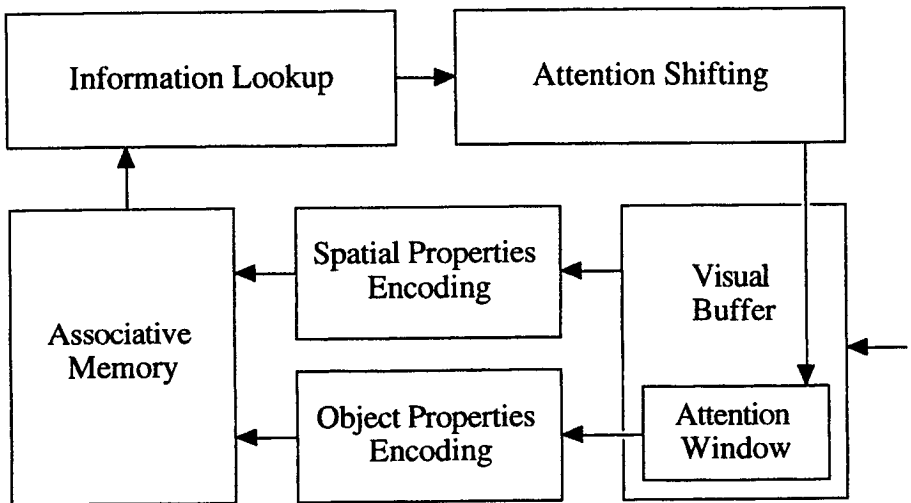 Information Lookup
Attention Shifting
Spatial Properties
Encoding
Visual
Buffer
Associative
Memory
Object Properties
Encoding
Attention
Window